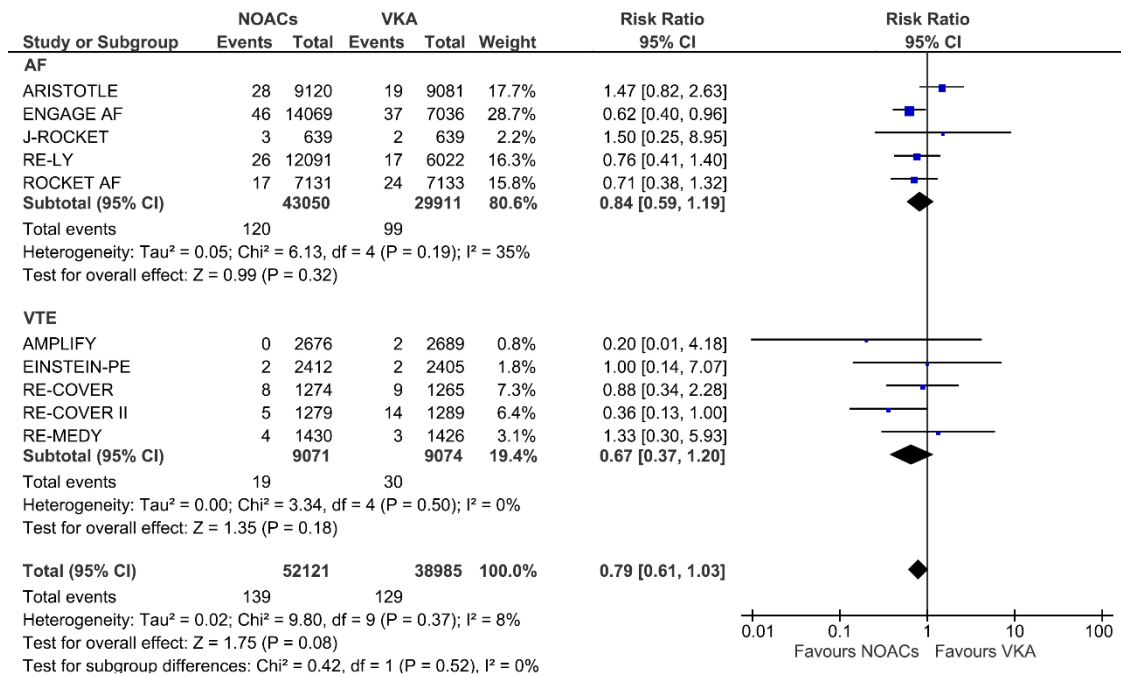 NOACs VKA Risk Ratio Risk Ratio
Study or Subgroup Events Total Events Total Weight 95% CI 95% CI
AF
ARISTOTLE 28 9120 19 9081 17.7% 1.47 [0.82, 2.63]
ENGAGE AF 46 14069 37 7036 28.7% 0.62 [0.40, 0.96]
J-ROCKET 3 639 2 639 2.2% 1.50 [0.25, 8.95]
RE-LY 26 12091 17 6022 16.3% 0.76 [0.41, 1.40]
ROCKET AF 17 7131 24 7133 15.8% 0.71 [0.38, 1.32]
Subtotal (95% CI) 43050 29911 80.6% 0.84 [0.59, 1.19]
Total events 120 99
Heterogeneity: Tau² = 0.05; Chi² = 6.13, df = 4 (P = 0.19); I² = 35%
Test for overall effect: Z = 0.99 (P = 0.32)
VTE
AMPLIFY 0 2676 2 2689 0.8% 0.20 [0.01, 4.18]
EINSTEIN-PE 2 2412 2 2405 1.8% 1.00 [0.14, 7.07]
RE-COVER 8 1274 9 1265 7.3% 0.88 [0.34, 2.28]
RE-COVER II 5 1279 14 1289 6.4% 0.36 [0.13, 1.00]
RE-MEDY 4 1430 3 1426 3.1% 1.33 [0.30, 5.93]
Subtotal (95% CI) 9071 9074 19.4% 0.67 [0.37, 1.20]
Total events 19 30
Heterogeneity: Tau² = 0.00; Chi² = 3.34, df = 4 (P = 0.50); I² = 0%
Test for overall effect: Z = 1.35 (P = 0.18)
Total (95% CI) 52121 38985 100.0% 0.79 [0.61, 1.03]
Total events 139 129
Heterogeneity: Tau² = 0.02; Chi² = 9.80, df = 9 (P = 0.37); I² = 8%
Test for overall effect: Z = 1.75 (P = 0.08)
Test for subgroup differences: Chi² = 0.42, df = 1 (P = 0.52), I² = 0%
0.01 0.1 1 10 100
Favours NOACs Favours VKA